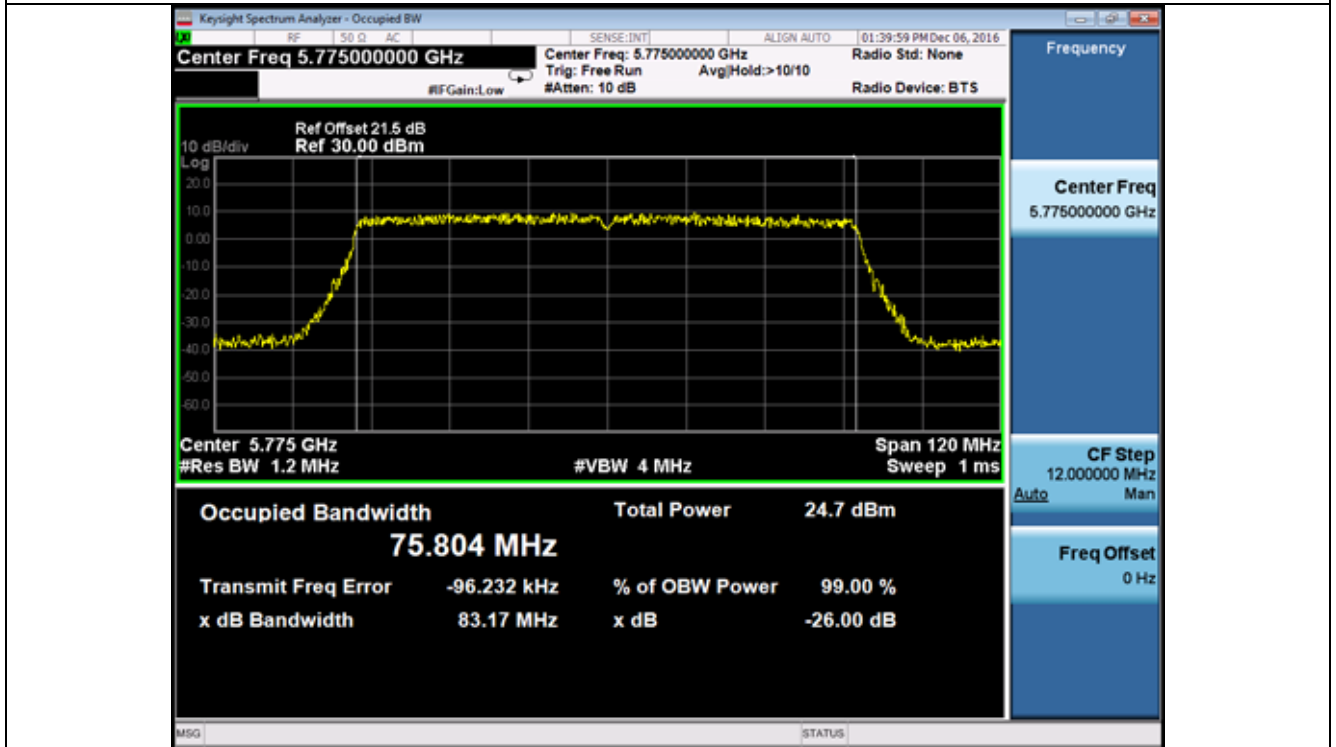 Keysight Spectrum Analyzer - Occupied BW
RF 50 Ω AC SENSE:INT ALIGN AUTO 01:39:59 PM Dec 06, 2016
Center Freq 5.775000000 GHz
Center Freq: 5.775000000 GHz
Radio Std: None
Trig: Free Run
Avg|Hold:>10/10
#IFGain:Low
#Atten: 10 dB
Radio Device: BTS
Ref Offset 21.5 dB
10 dB/div
Ref 30.00 dBm
Log
20.0
10.0
0.00
-10.0
-20.0
-30.0
-40.0
-50.0
-60.0
Center 5.775 GHz
Span 120 MHz
#Res BW 1.2 MHz
#VBW 4 MHz
Sweep 1 ms
Occupied Bandwidth
Total Power 24.7 dBm
75.804 MHz
Transmit Freq Error -96.232 kHz
% of OBW Power 99.00 %
x dB Bandwidth 83.17 MHz
x dB -26.00 dB
Frequency
Center Freq
5.775000000 GHz
CF Step
12.000000 MHz
Auto Man
Freq Offset
0 Hz
MSG
STATUS